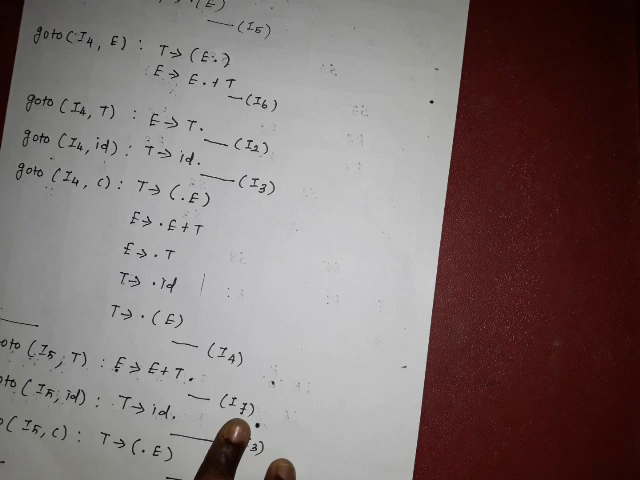 (E)
(I5)
goto(I4, E) : T→(E.)
E→ E.+T
—(I6)
goto(I4, T) : E→T.
—(I2)
goto(I4, id) : T→id.
—(I3)
goto(I4, () : T→(.E)
E→.E+T
E→.T
T→.id
T→.(E)
—(I4)
oto(I5, T) : E→E+T.
—(I7)
oto(I5, id) : T→id.
3)
o(I5, () : T→(.E)